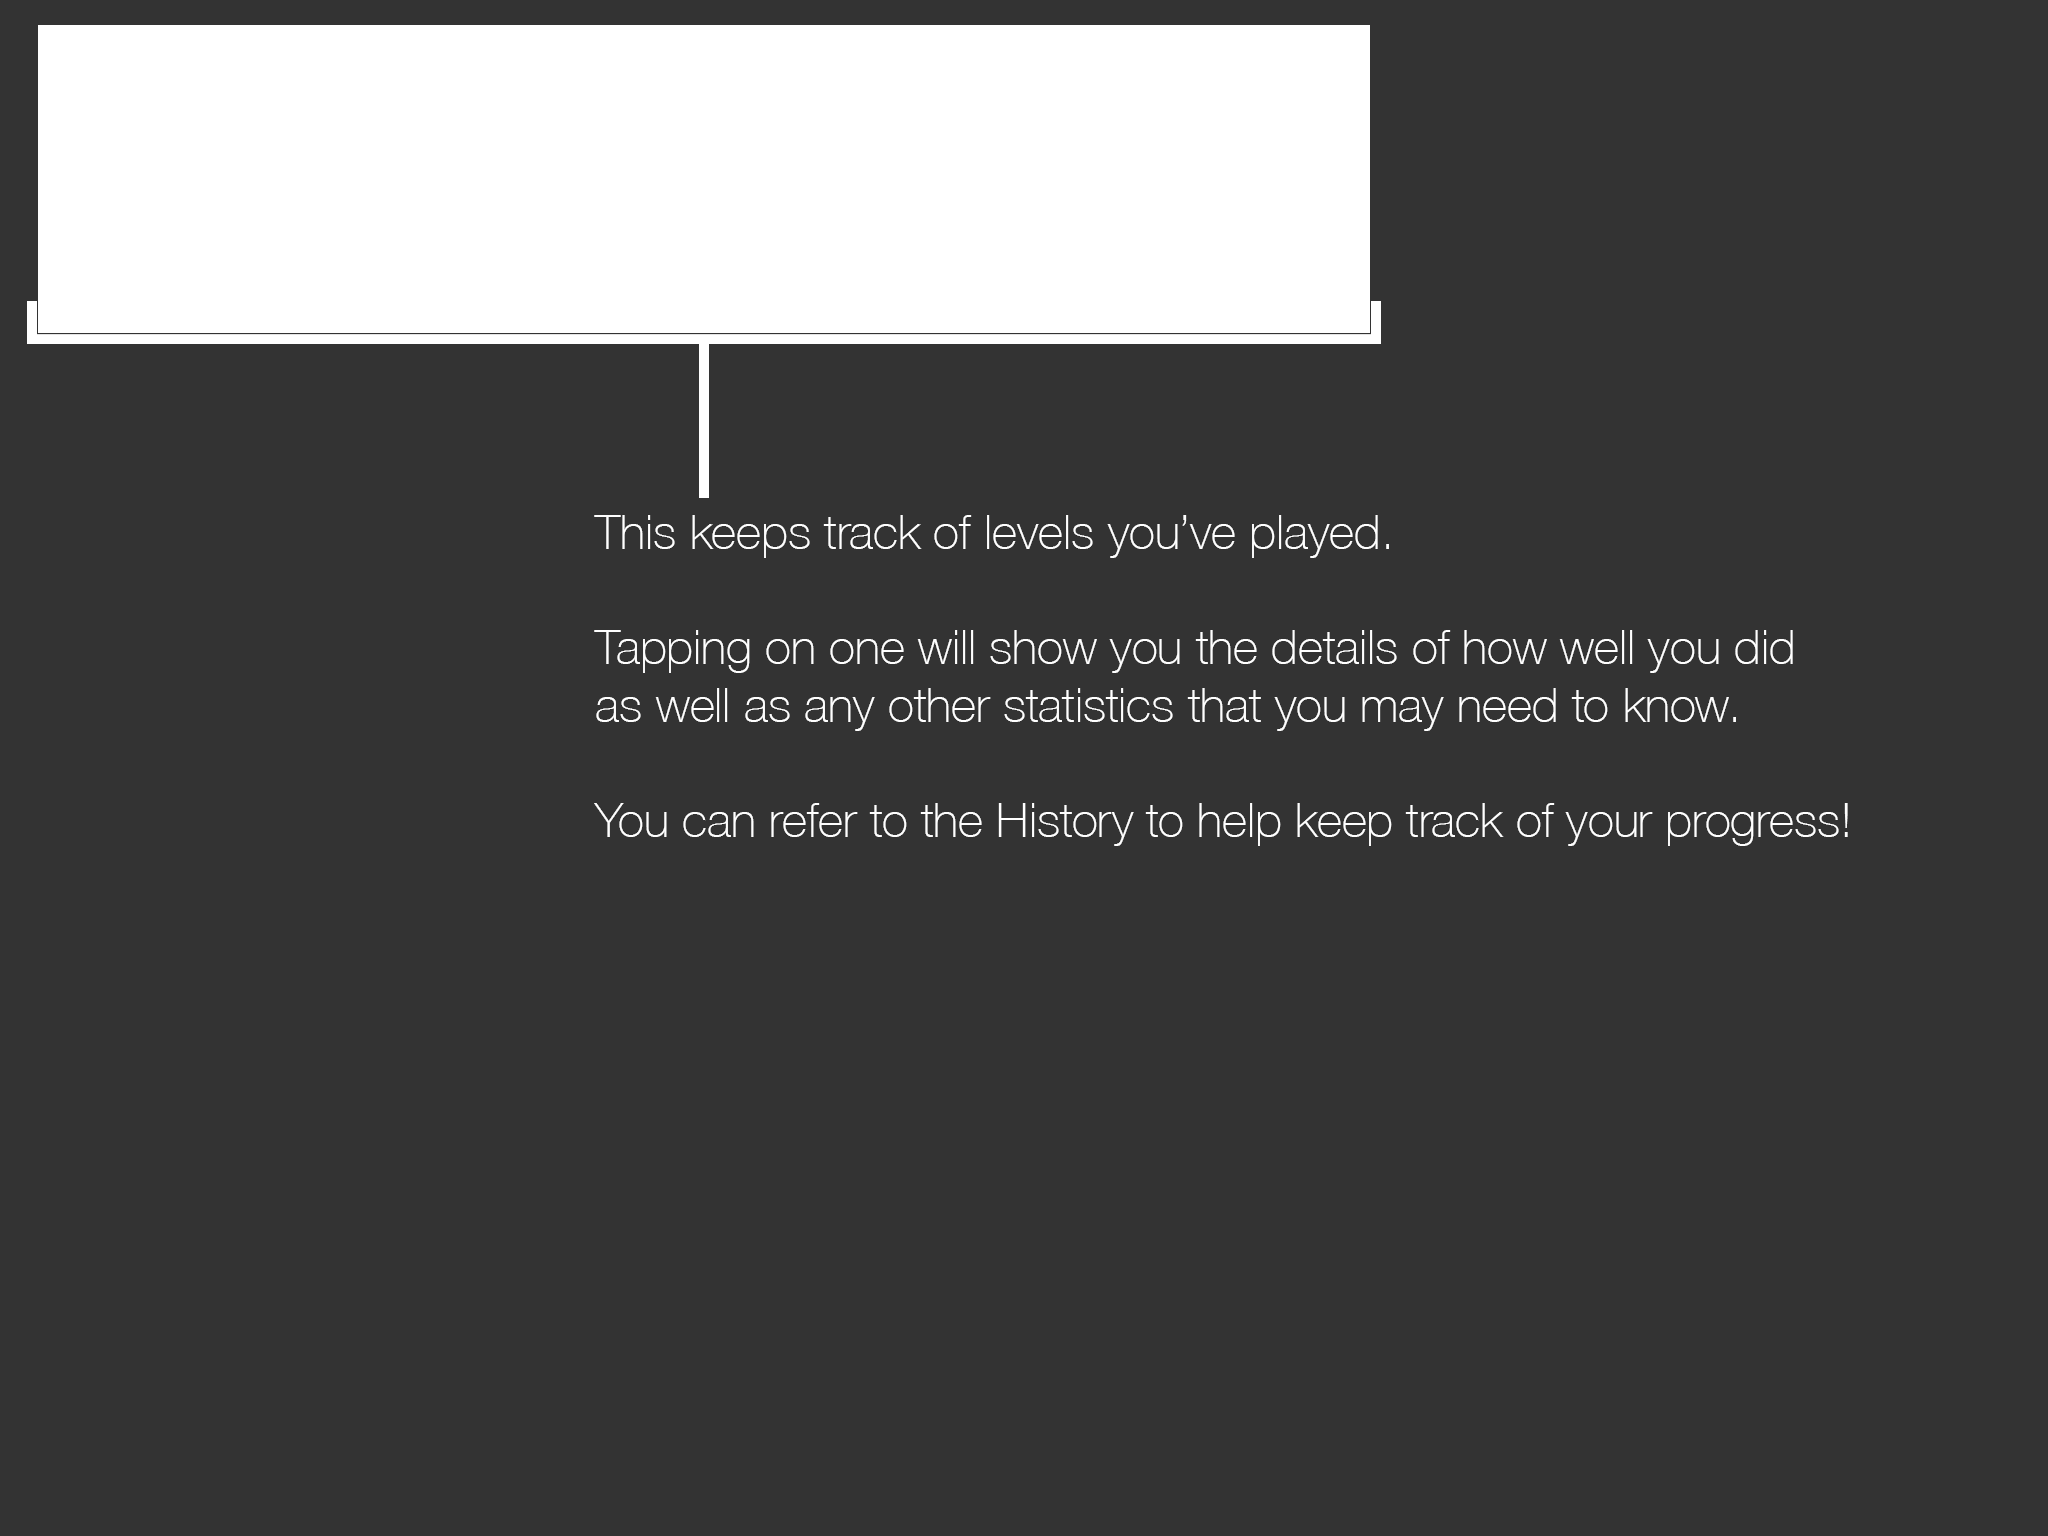 This keeps track of levels you’ve played.
Tapping on one will show you the details of how well you did
as well as any other statistics that you may need to know.
You can refer to the History to help keep track of your progress!